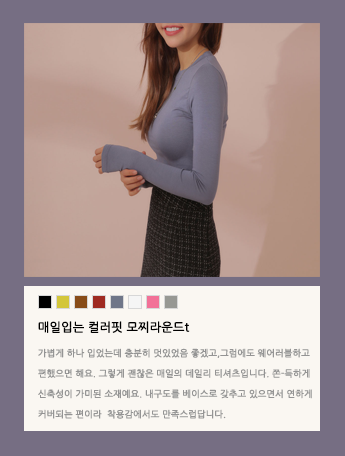 매일입는 컬러핏 모찌라운드t
가볍게 하나 입었는데 충분히 멋있었음 좋겠고,그럼에도 웨어러블하고
편했으면 해요. 그렇게 괜찮은 매일의 데일리 티셔츠입니다. 쫀-득하게
신축성이 가미된 소재예요. 내구도를 베이스로 갖추고 있으면서 연하게
커버되는 편이라 착용감에서도 만족스럽답니다.